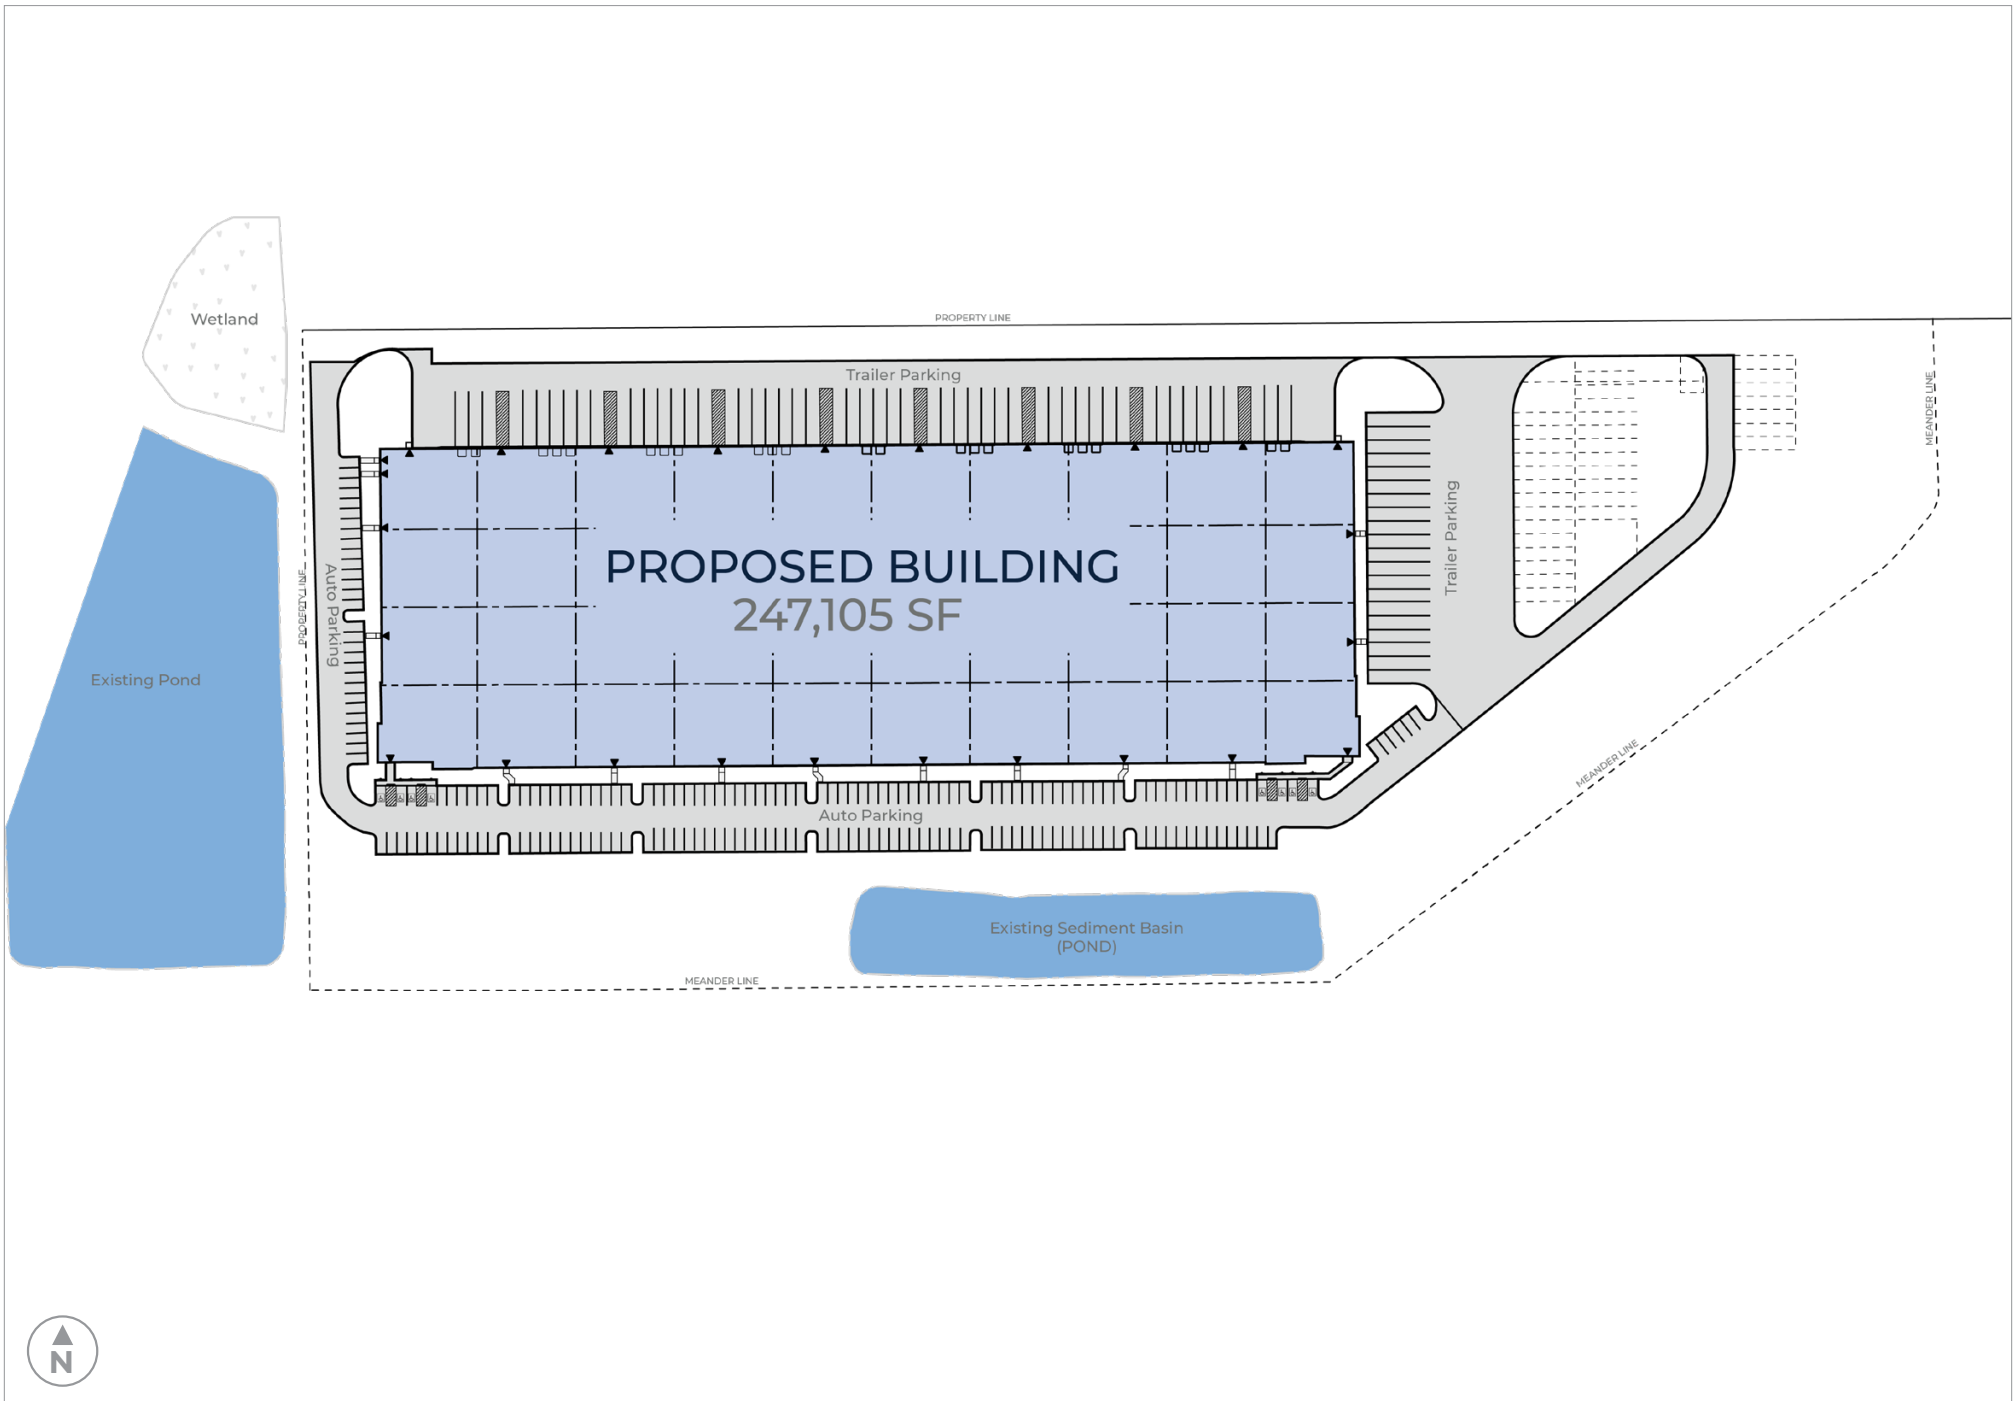 PROPERTY LINE
Wetland
Trailer Parking
MEANDER LINE
PROPOSED BUILDING
247,105 SF
Trailer Parking
PROPERTY LINE
Auto Parking
Existing Pond
MEANDER LINE
Auto Parking
Existing Sediment Basin
(POND)
MEANDER LINE
N